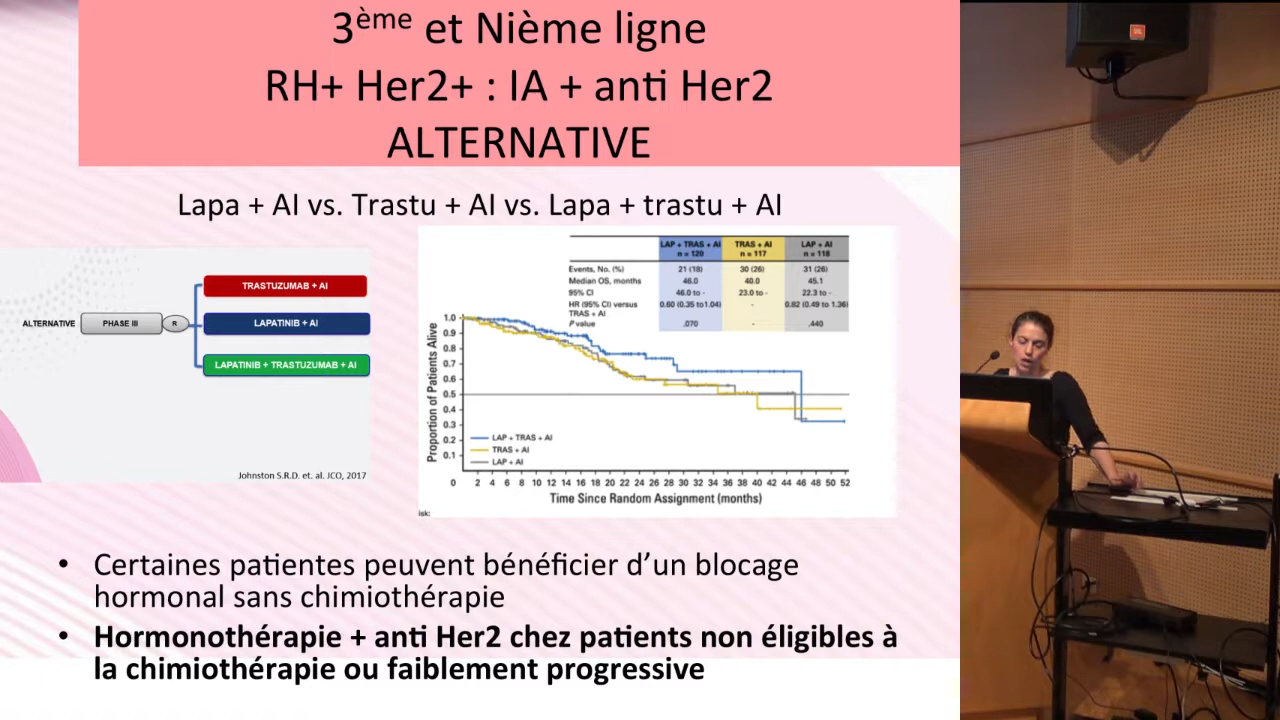 3ème et Nième ligne
RH+ Her2+ : IA + anti Her2
ALTERNATIVE
Lapa + AI vs. Trastu + AI vs. Lapa + trastu + AI
ALTERNATIVE
PHASE III
R
TRASTUZUMAB + AI
LAPATINIB + AI
LAPATINIB + TRASTUZUMAB + AI
Johnston S.R.D. et. al. JCO, 2017
LAP + TRAS + AI TRAS + AI LAP + AI
n = 120 n = 117 n = 118
Events, No. (%) 21 (18) 30 (26) 31 (26)
Median OS, months 46.0 40.0 45.1
95% CI 46.0 to - 23.0 to - 22.3 to -
HR (95% CI) versus 0.60 (0.35 to1.04) - 0.82 (0.49 to 1.36)
TRAS + AI
P value .070 - .440
Proportion of Patients Alive
1.0
0.9
0.8
0.7
0.6
0.5
0.4
0.3
0.2
0.1
LAP + TRAS + AI
TRAS + AI
LAP + AI
0 2 4 6 8 10 12 14 16 18 20 22 24 26 28 30 32 34 36 38 40 42 44 46 48 50 52
Time Since Random Assignment (months)
isk:
• Certaines patientes peuvent bénéficier d’un blocage
hormonal sans chimiothérapie
• Hormonothérapie + anti Her2 chez patients non éligibles à
la chimiothérapie ou faiblement progressive
JBL